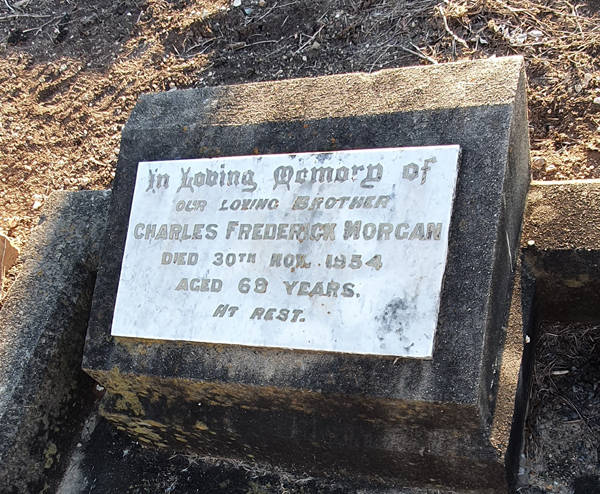 In Loving Memory of
OUR LOVING BROTHER
CHARLES FREDERICK MORGAN
DIED 30TH NOV. 1954
AGED 69 YEARS.
AT REST.